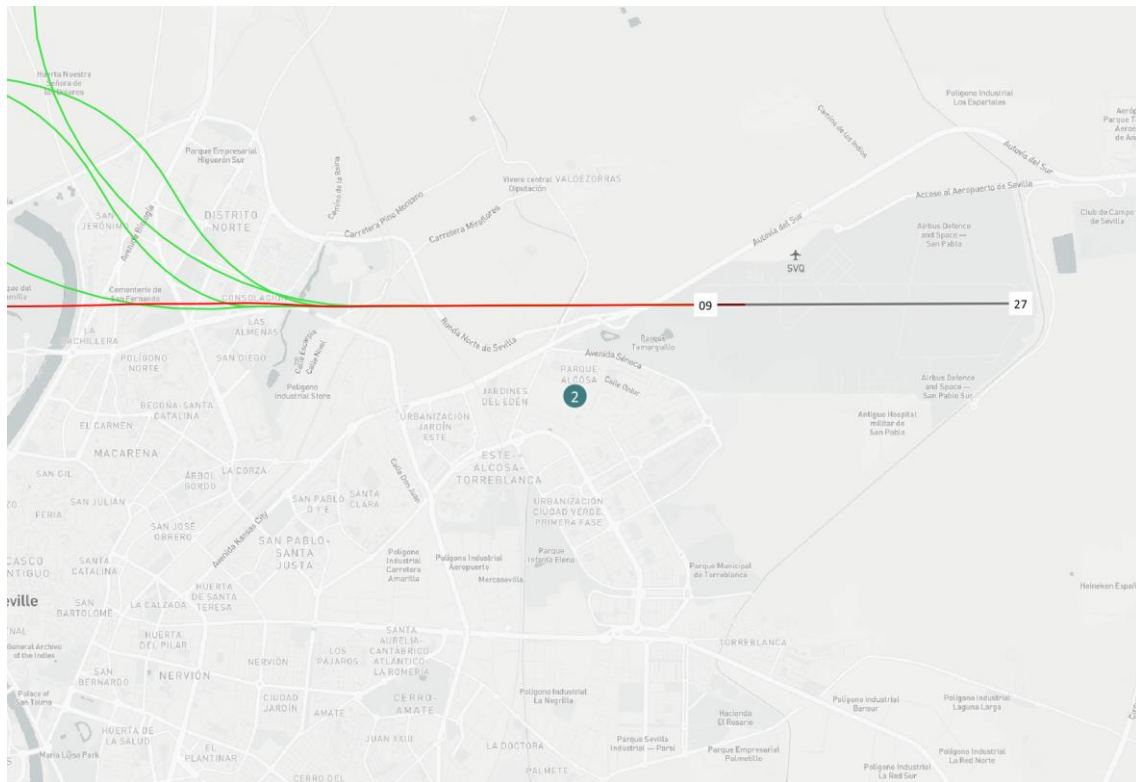 Huerta Nuestra
Señora de
los Dolores
Parque Empresarial
Higuerón Sur
Camino de la Reina
Polígono Industrial
Los Espartales
Camino de los Indios
Autovía del Sur
Acceso al Aeropuerto de Sevilla
Vivero central
Diputación
VALDEZORRAS
SAN
JERÓNIMO
Avenida
DISTRITO
NORTE
Carretera Pino Montano
Carretera Miraflores
Autovía del Sur
Airbus Defence
and Space —
San Pablo
Club de Campo
de Sevilla
SVQ
Cementerio de
San Fernando
CONSOLACIÓN
09
27
LA
BACHILLERA
LAS
ALMENAS
Ronda Norte de Sevilla
Parque
Tamarguillo
Avenida Séneca
POLÍGONO
NORTE
SAN DIEGO
Polígono
Industrial Store
JARDINES
DEL EDÉN
PARQUE
ALCOSA
2
Airbus Defence
and Space —
San Pablo Sur
BEGOÑA-SANTA
CATALINA
EL CARMEN
URBANIZACIÓN
JARDÍN
ESTE
Antiguo Hospital
militar de
San Pablo
MACARENA
SAN GIL
ÁRBOL
GORDO
LA CORZA
Calle Don Juan
ESTE-
ALCOSA-
TORREBLANCA
SAN JULIÁN
FERIA
SAN PABLO
D Y E
SANTA
CLARA
URBANIZACIÓN
CIUDAD VERDE,
PRIMERA FASE
SAN JOSÉ
OBRERO
Avenida Kansas City
SAN PABLO-
SANTA
JUSTA
CASCO
ANTIGUO
SANTA
CATALINA
Polígono
Industrial
Carretera
Amarilla
Polígono Industrial
Aeropuerto
Mercasevilla
Parque
Infanta Elena
Parque Municipal
de Torreblanca
HUERTA
DE SANTA
TERESA
Heineken Españ
eville
SAN
BARTOLOMÉ
LA CALZADA
General Archive
of the Indies
HUERTA
DEL PILAR
NERVIÓN
LOS
PÁJAROS
SANTA
AURELIA-
CANTÁBRICO-
ATLÁNTICO-
LA ROMERÍA
TORREBLANCA
SAN
BERNARDO
NERVIÓN
Palace of
San Telmo
CIUDAD
JARDÍN
AMATE
CERRO-
AMATE
Polígono Industrial
La Negrilla
Hacienda
El Rosario
Polígono Industrial
Laguna Larga
HUERTA DE
LA SALUD
Maria Luisa Park
EL
PLANTINAR
JUAN XXIII
LA DOCTORA
Parque Sevilla
Industrial — Parsi
Parque Empresarial
Palmetillo
Polígono Industrial
La Red Norte
CERRO DEL
PALMETE
Polígono Industrial
La Red Sur